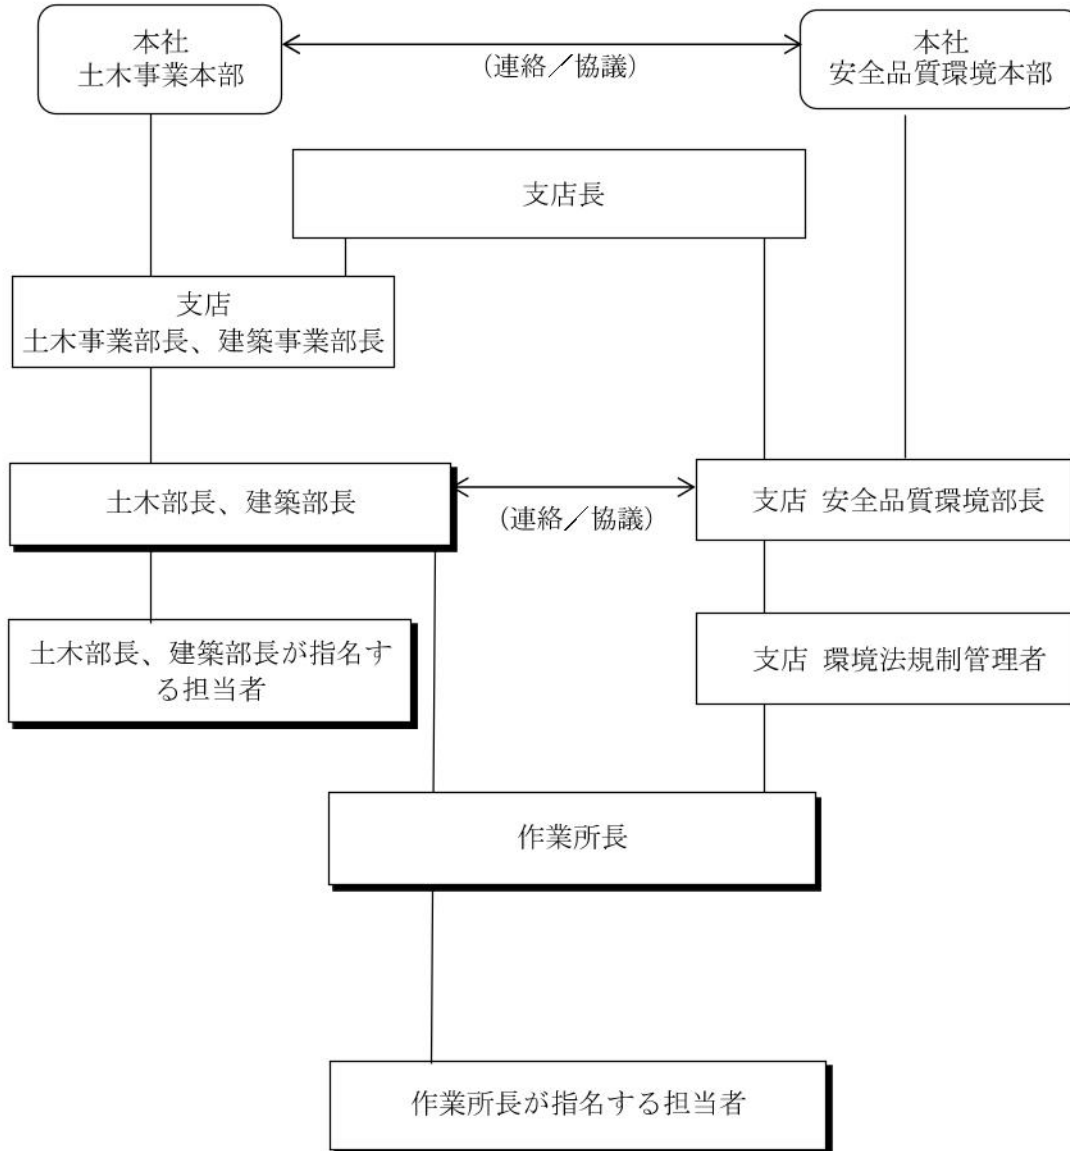 本社
土木事業本部
(連絡／協議)
本社
安全品質環境本部
支店長
支店
土木事業部長、建築事業部長
土木部長、建築部長
(連絡／協議)
支店 安全品質環境部長
土木部長、建築部長が指名す
る担当者
支店 環境法規制管理者
作業所長
作業所長が指名する担当者